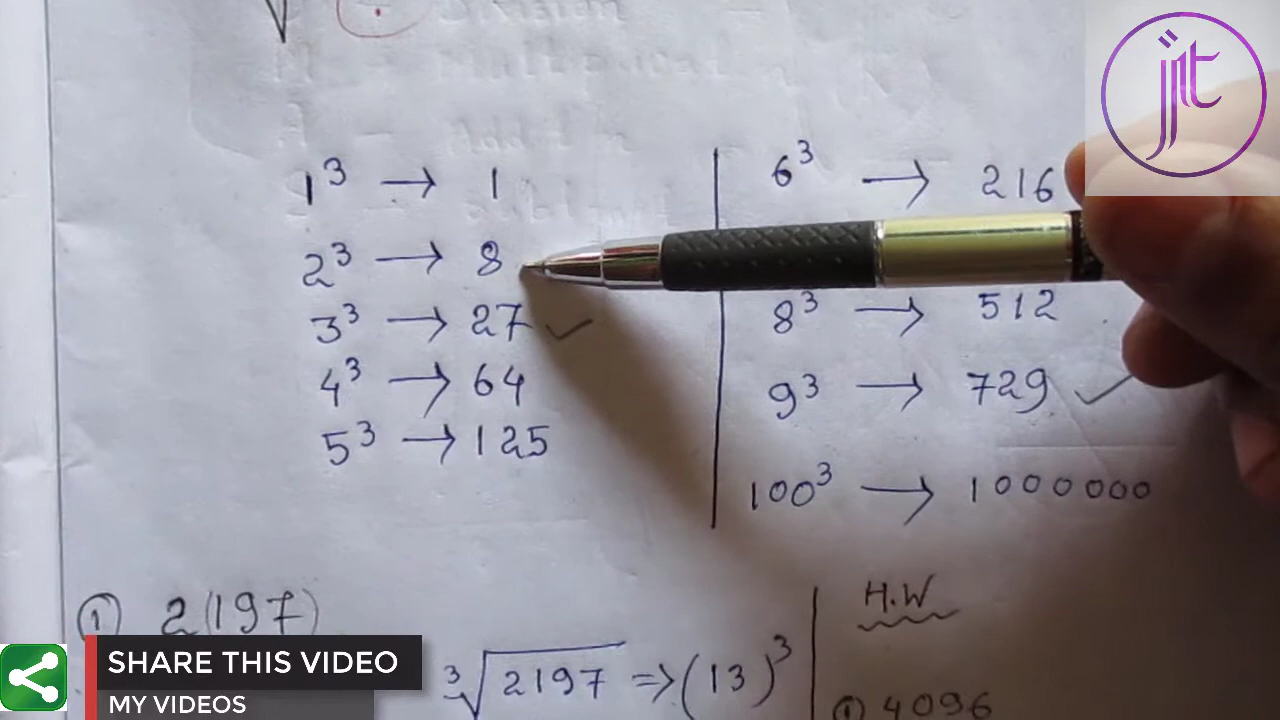 jit
1³ → 1
2³ → 8
3³ → 27 ✓
4³ → 64
5³ → 125
6³ → 216
8³ → 512
9³ → 729 ✓
100³ → 1000000
① 2(197)
∛2197 ⇒ (13)³
H.W
① 4096
SHARE THIS VIDEO
MY VIDEOS